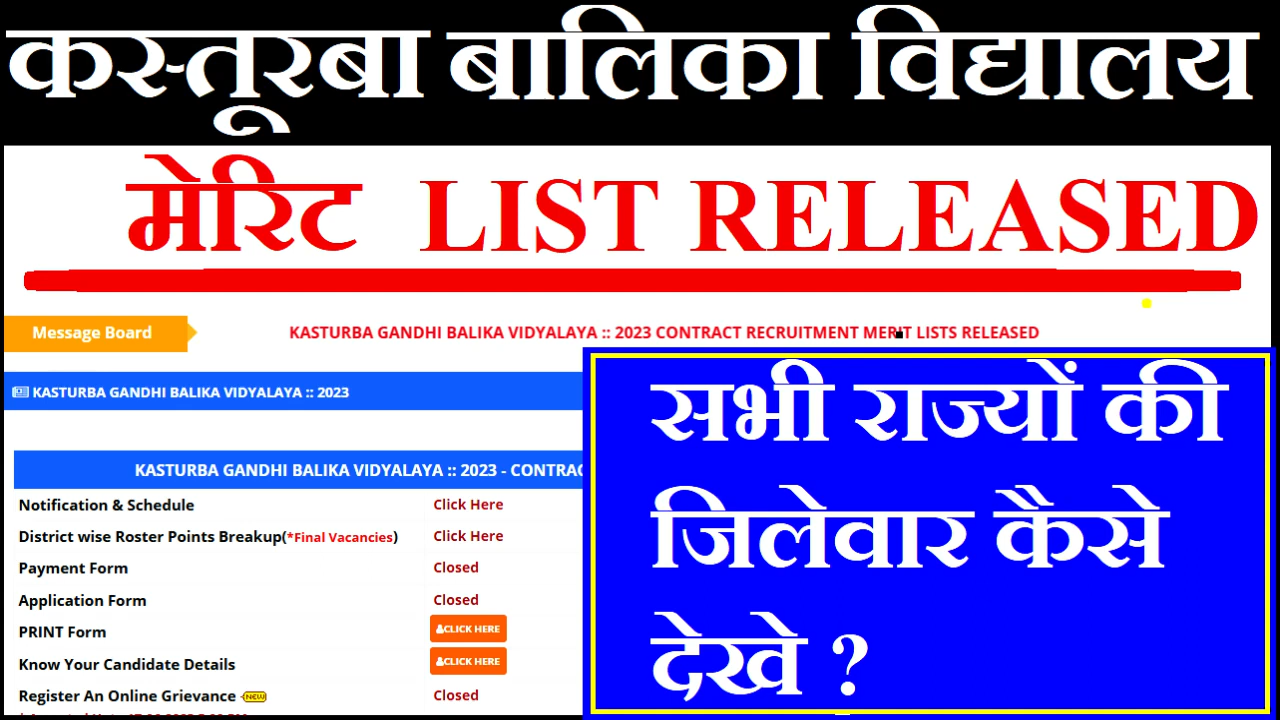 कस्तूरबा बालिका विद्यालय
मेरिट LIST RELEASED
Message Board
KASTURBA GANDHI BALIKA VIDYALAYA :: 2023 CONTRACT RECRUITMENT MERIT LISTS RELEASED
KASTURBA GANDHI BALIKA VIDYALAYA :: 2023
KASTURBA GANDHI BALIKA VIDYALAYA :: 2023 - CONTRAC
Notification & Schedule Click Here
District wise Roster Points Breakup(*Final Vacancies) Click Here
Payment Form Closed
Application Form Closed
PRINT Form CLICK HERE
Know Your Candidate Details CLICK HERE
Register An Online Grievance NEW Closed
सभी राज्यों की
जिलेवार कैसे
देखे ?